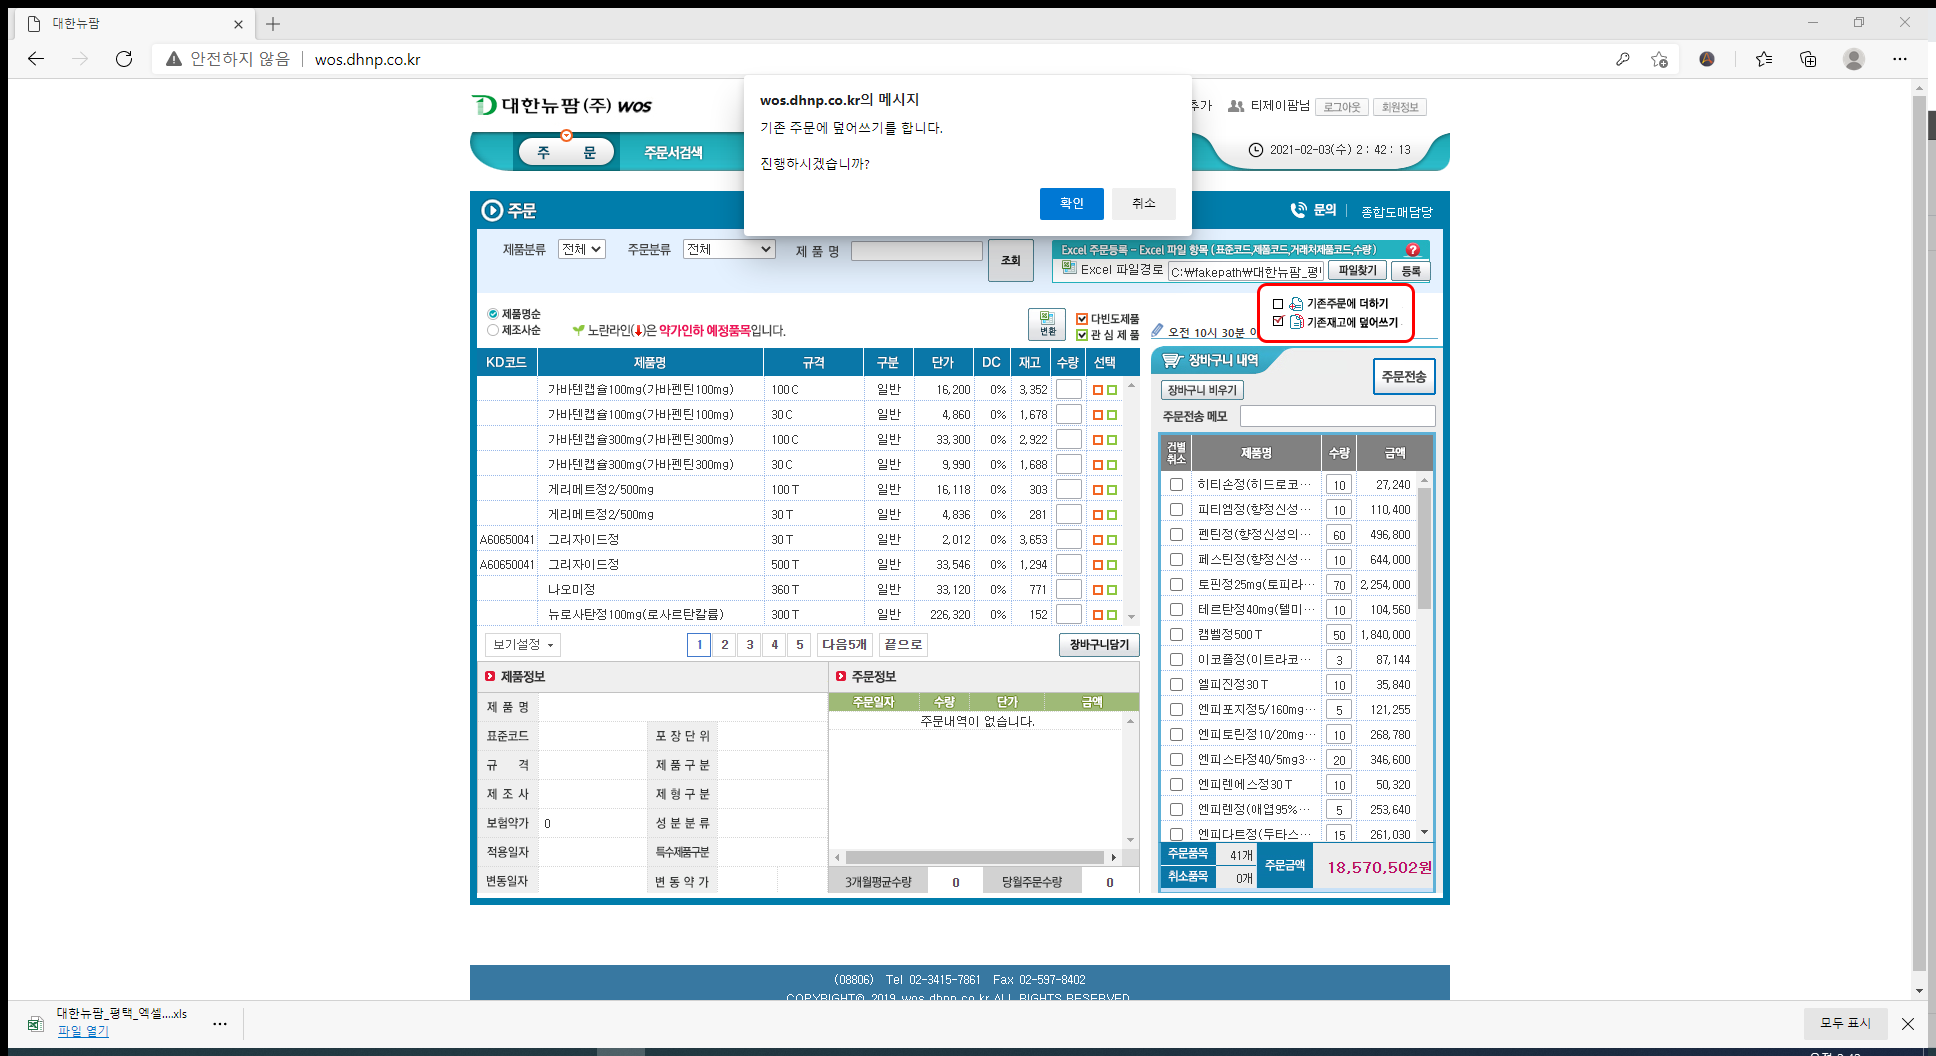 대한뉴팜
안전하지 않음
wos.dhnp.co.kr
대한뉴팜(주) WOS
추가
티제이팜님
로그아웃
회원정보
주 문
주문서검색
2021-02-03(수) 2 : 42 : 13
wos.dhnp.co.kr의 메시지
기존 주문에 덮어쓰기를 합니다.
진행하시겠습니까?
확인
취소
주문
문의
종합도매담당
제품분류
전체
주문분류
전체
제 품 명
조회
Excel 주문등록 - Excel 파일 항목 (표준코드,제품코드,거래처제품코드,수량)
Excel 파일경로
C:\fakepath\대한뉴팜_평!
파일찾기
등록
기존주문에 더하기
기존재고에 덮어쓰기
제품명순
제조사순
노란라인(↓)은 약가인하 예정품목입니다.
변환
다빈도제품
관 심 제 품
오전 10시 30분
KD코드 제품명 규격 구분 단가 DC 재고 수량 선택
가바텐캡슐100mg(가바펜틴100mg) 100 C 일반 16,200 0% 3,352
가바텐캡슐100mg(가바펜틴100mg) 30 C 일반 4,860 0% 1,678
가바텐캡슐300mg(가바펜틴300mg) 100 C 일반 33,300 0% 2,922
가바텐캡슐300mg(가바펜틴300mg) 30 C 일반 9,990 0% 1,688
게리메트정2/500mg 100 T 일반 16,118 0% 303
게리메트정2/500mg 30 T 일반 4,836 0% 281
A60650041 그리자이드정 30 T 일반 2,012 0% 3,653
A60650041 그리자이드정 500 T 일반 33,546 0% 1,294
나오미정 360 T 일반 33,120 0% 771
뉴로사탄정100mg(로사르탄칼륨) 300 T 일반 226,320 0% 152
보기설정
1 2 3 4 5 다음5개 끝으로
장바구니담기
제품정보
제 품 명
표준코드 포 장 단 위
규 격 제 품 구 분
제 조 사 제 형 구 분
보험약가 0 성 분 분 류
적용일자 특수제품구분
변동일자 변 동 약 가
주문정보
주문일자 수량 단가 금액
주문내역이 없습니다.
3개월평균수량 0 당월주문수량 0
장바구니 내역
주문전송
장바구니 비우기
주문전송 메모
건별취소 제품명 수량 금액
히티손정(히드로코… 10 27,240
피티엠정(향정신성… 10 110,400
펜틴정(향정신성의… 60 496,800
페스틴정(향정신성… 10 644,000
토핀정25mg(토피라… 70 2,254,000
테르탄정40mg(텔미… 10 104,560
캠벨정500 T 50 1,840,000
이코졸정(이트라코… 3 87,144
엘피진정30 T 10 35,840
엔피포지정5/160mg… 5 121,255
엔피토린정10/20mg… 10 268,780
엔피스타정40/5mg3… 20 346,600
엔피렌에스정30 T 10 50,320
엔피렌정(애엽95%… 5 253,640
엔피다트정(두타스… 15 261,030
주문품목 41개
취소품목 0개
주문금액 18,570,502원
(08806) Tel 02-3415-7861 Fax 02-597-8402
COPYRIGHT© 2019 wos.dhnp.co.kr ALL RIGHTS RESERVED
대한뉴팜_평택_엑셀....xls
파일 열기
모두 표시